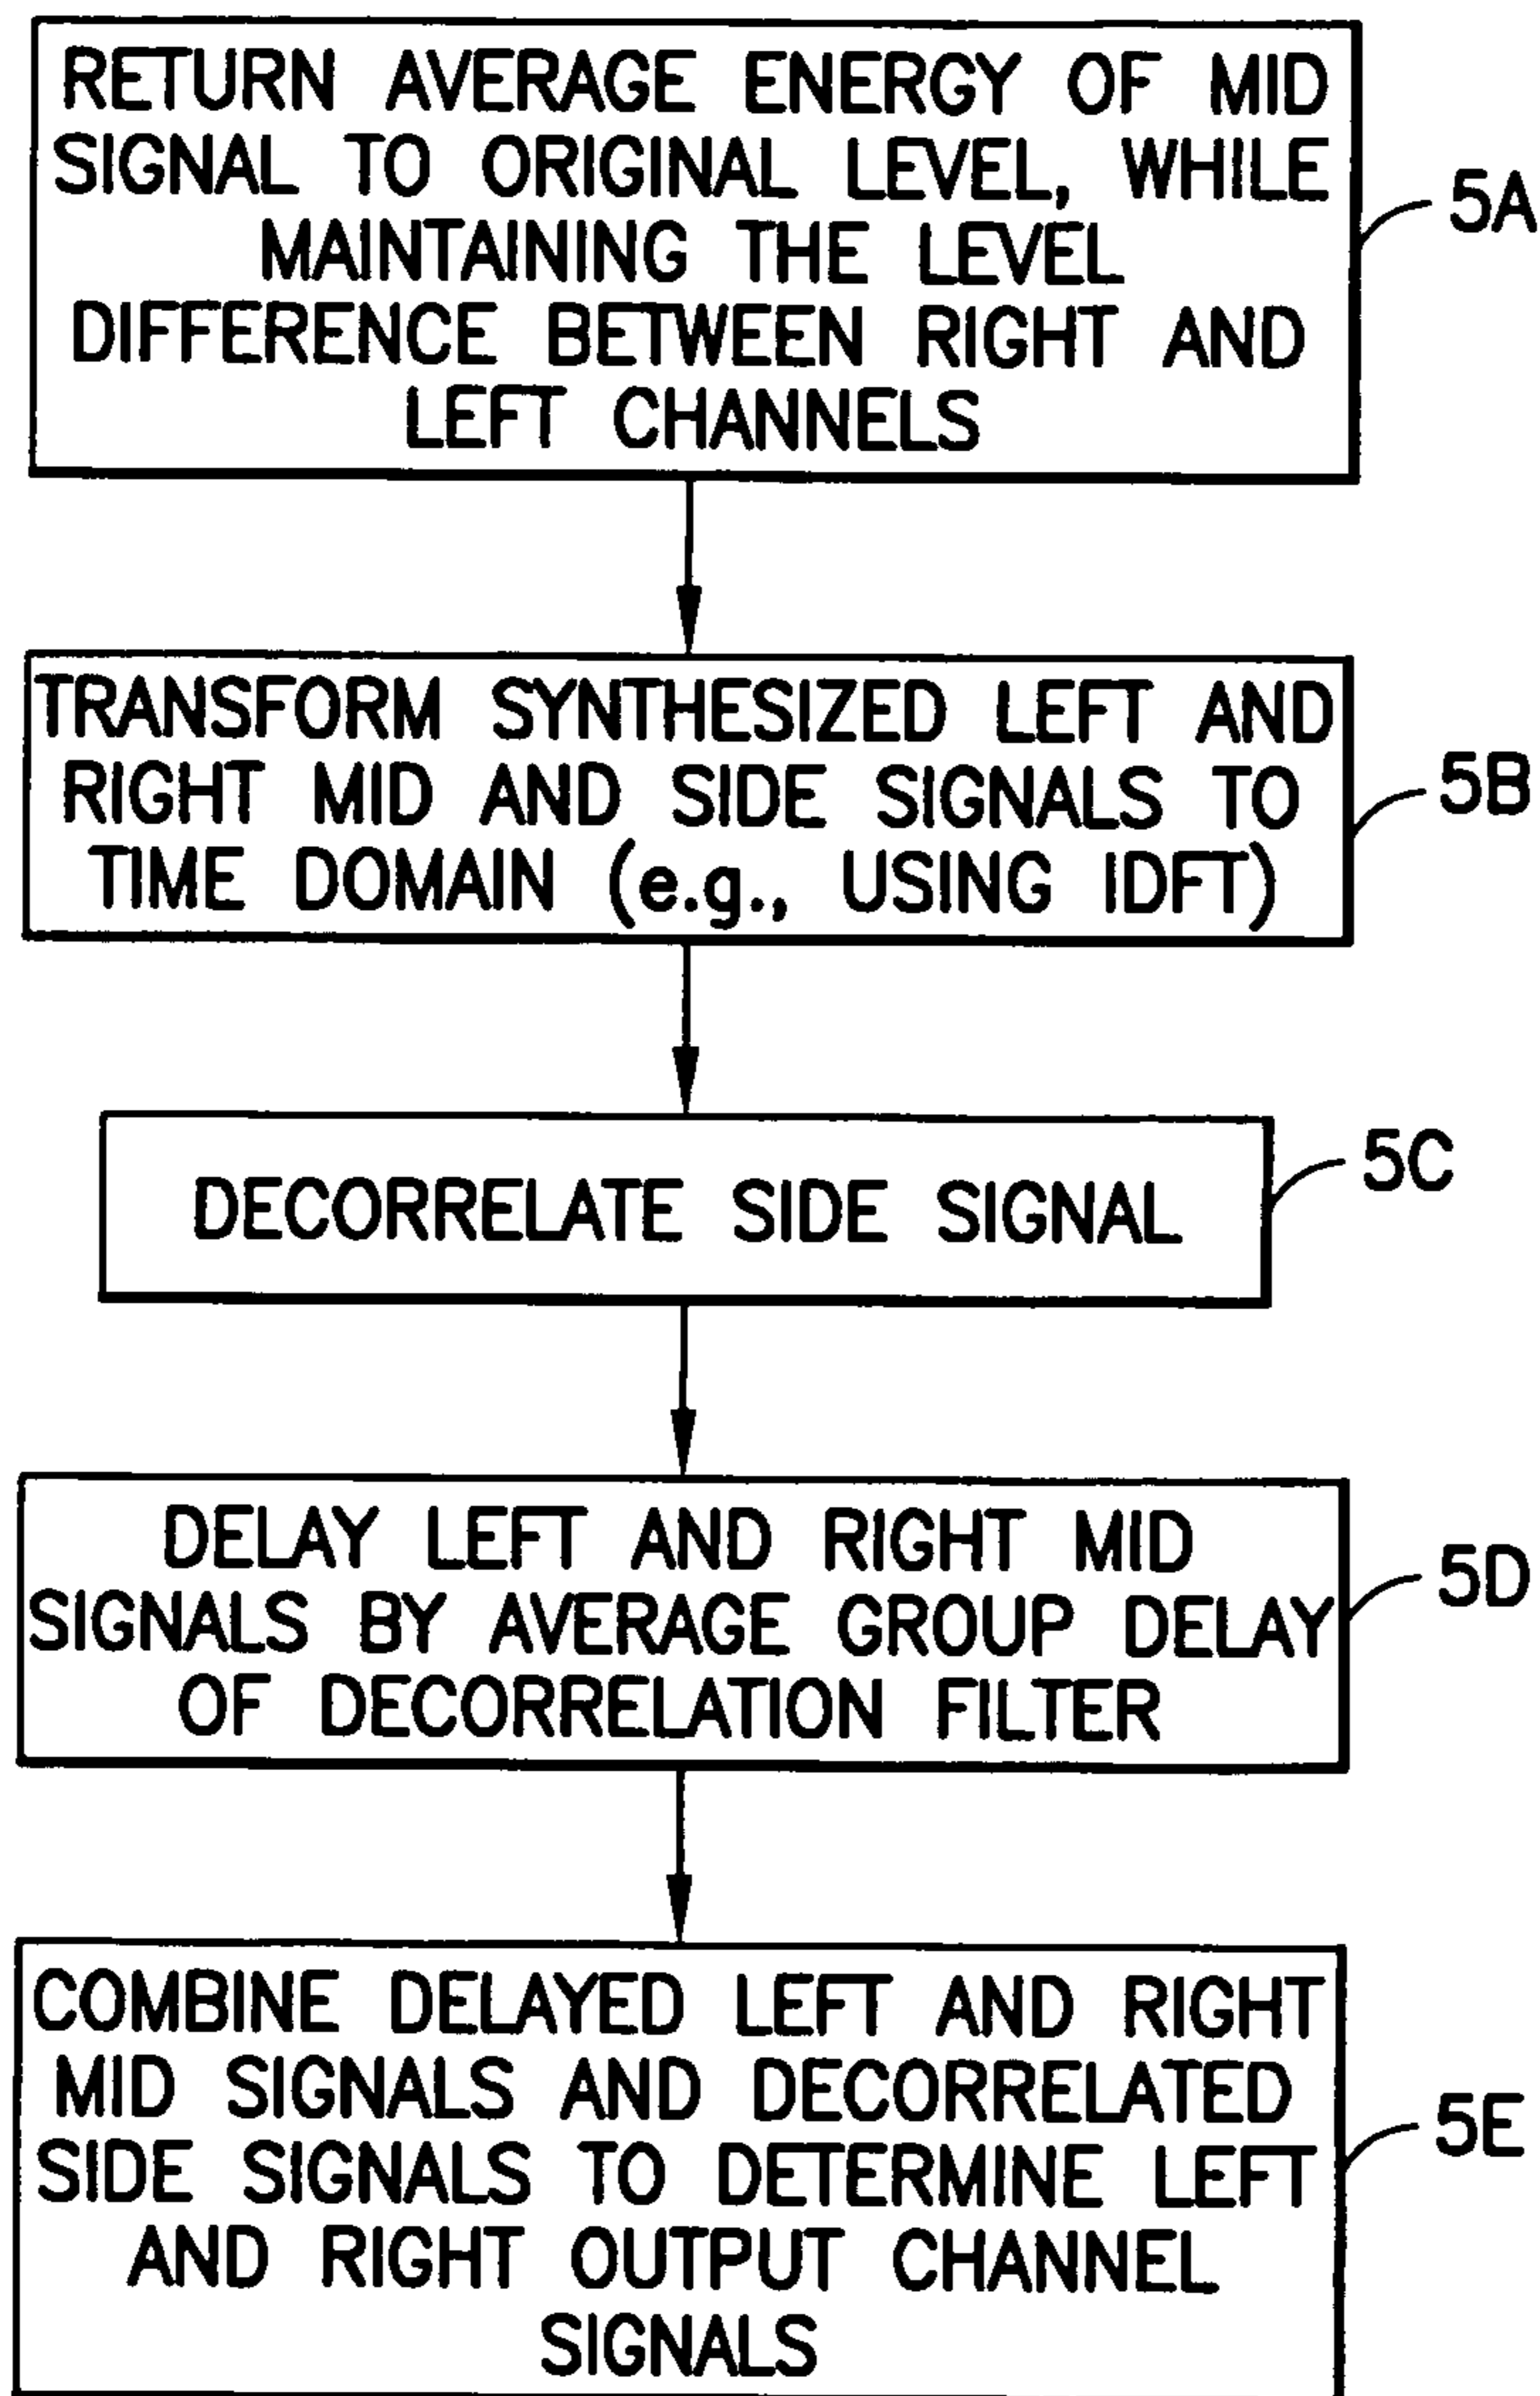 RETURN AVERAGE ENERGY OF MID
SIGNAL TO ORIGINAL LEVEL, WHILE
MAINTAINING THE LEVEL
DIFFERENCE BETWEEN RIGHT AND
LEFT CHANNELS
5A
TRANSFORM SYNTHESIZED LEFT AND
RIGHT MID AND SIDE SIGNALS TO
TIME DOMAIN (e.g., USING IDFT)
5B
DECORRELATE SIDE SIGNAL
5C
DELAY LEFT AND RIGHT MID
SIGNALS BY AVERAGE GROUP DELAY
OF DECORRELATION FILTER
5D
COMBINE DELAYED LEFT AND RIGHT
MID SIGNALS AND DECORRELATED
SIDE SIGNALS TO DETERMINE LEFT
AND RIGHT OUTPUT CHANNEL
SIGNALS
5E